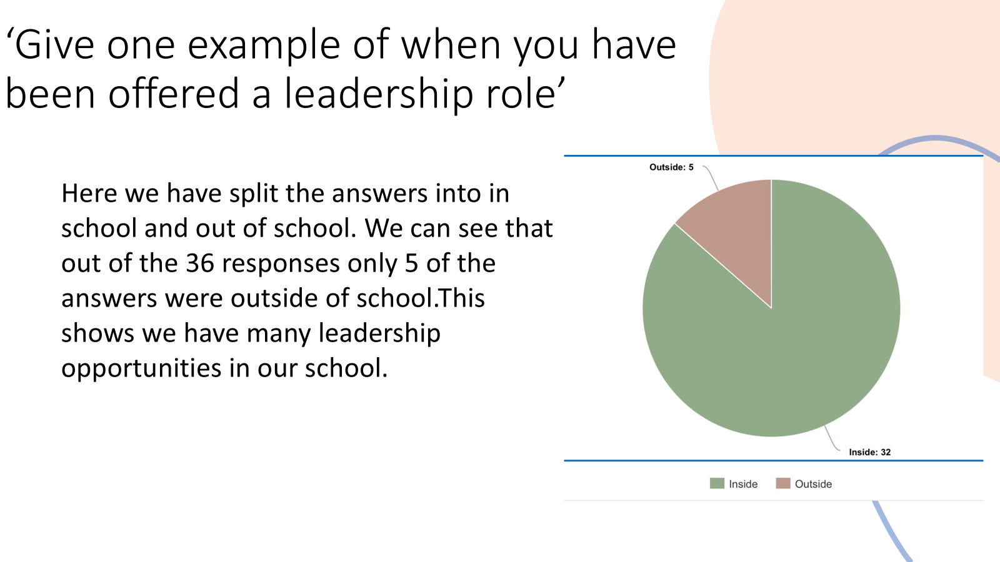 ‘Give one example of when you have
been offered a leadership role’
Here we have split the answers into in
school and out of school. We can see that
out of the 36 responses only 5 of the
answers were outside of school.This
shows we have many leadership
opportunities in our school.
Outside: 5
Inside: 32
Inside
Outside